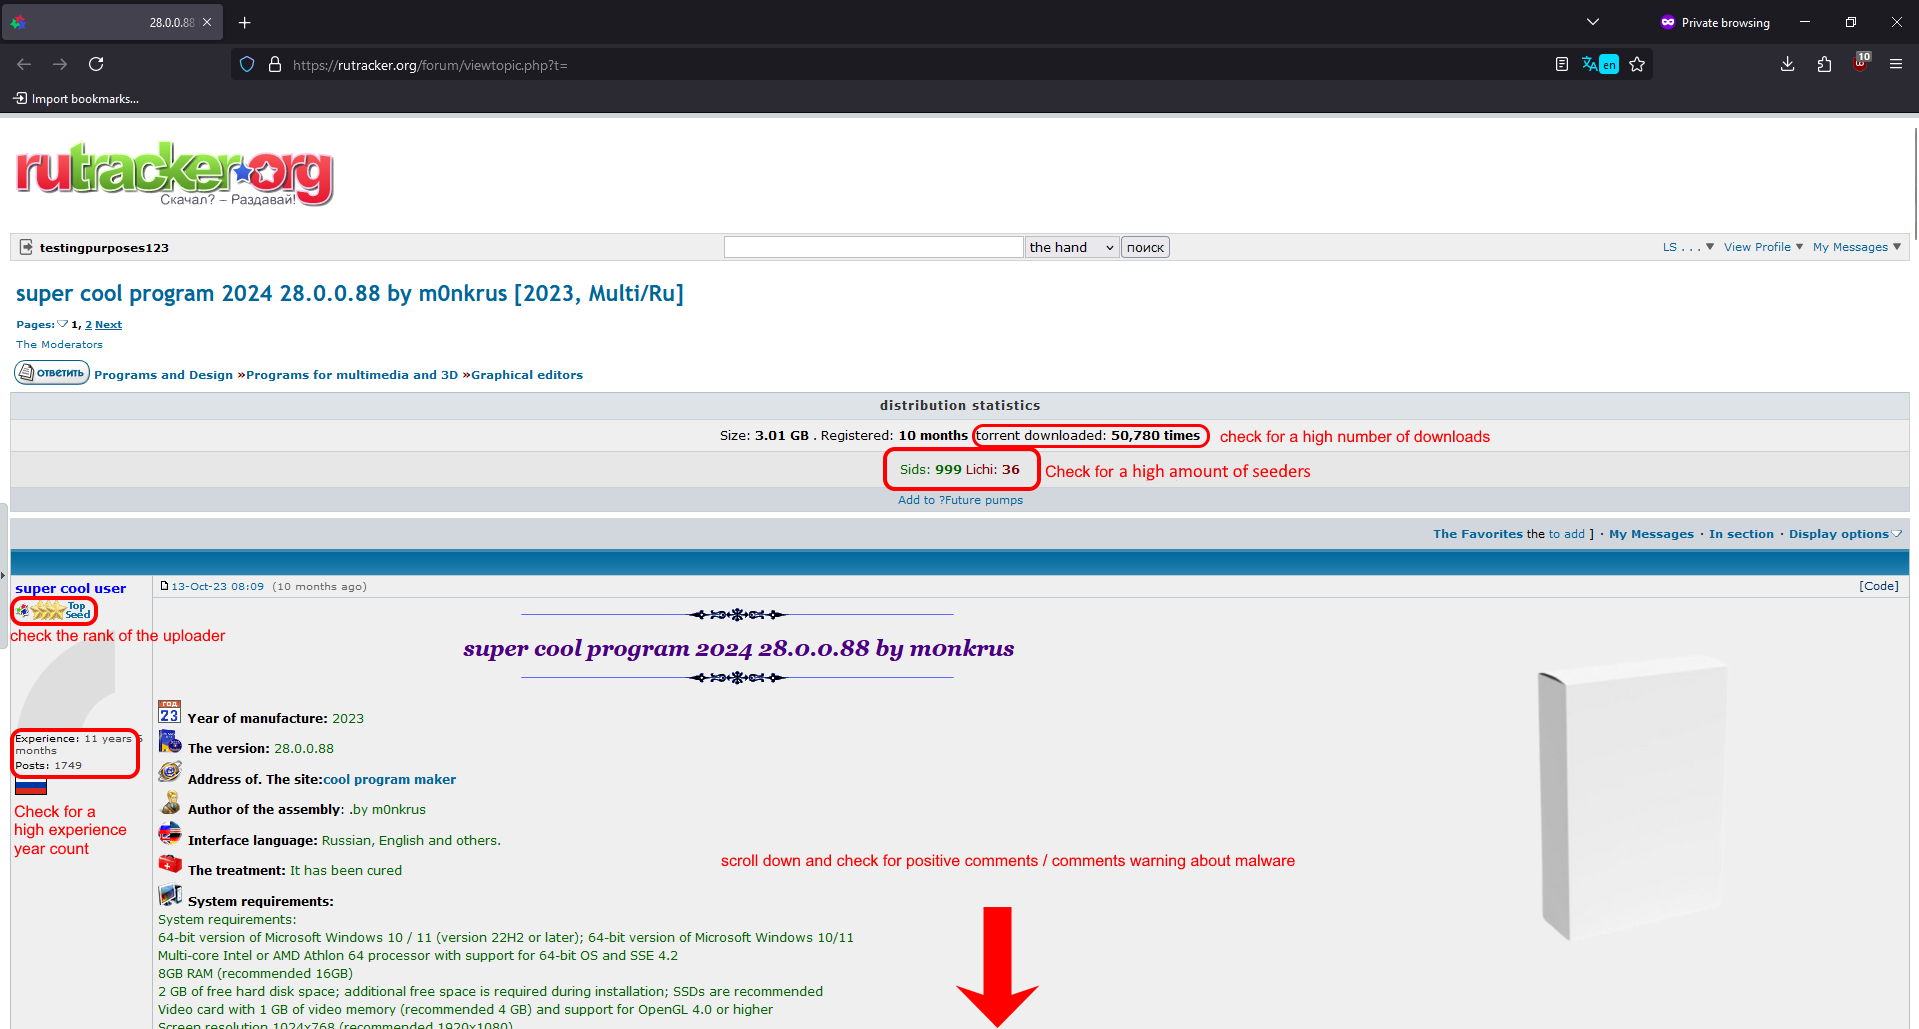 28.0.0.88
Private browsing
https://rutracker.org/forum/viewtopic.php?t=
en
10
Import bookmarks...
rutracker.org
Скачал? – Раздавай!
testingpurposes123
the hand
поиск
LS . . .
View Profile
My Messages
super cool program 2024 28.0.0.88 by m0nkrus [2023, Multi/Ru]
Pages: 1, 2 Next
The Moderators
ответить
Programs and Design »Programs for multimedia and 3D »Graphical editors
distribution statistics
Size: 3.01 GB . Registered: 10 months torrent downloaded: 50,780 times
check for a high number of downloads
Sids: 999 Lichi: 36
Check for a high amount of seeders
Add to ?Future pumps
The Favorites the to add ] · My Messages · In section · Display options
super cool user
13-Oct-23 08:09 (10 months ago)
[Code]
Top
Seed
check the rank of the uploader
super cool program 2024 28.0.0.88 by m0nkrus
Experience: 11 years 5
months
Posts: 1749
Check for a
high experience
year count
год
23
Year of manufacture: 2023
The version: 28.0.0.88
Address of. The site:cool program maker
Author of the assembly: .by m0nkrus
Interface language: Russian, English and others.
The treatment: It has been cured
scroll down and check for positive comments / comments warning about malware
System requirements:
System requirements:
64-bit version of Microsoft Windows 10 / 11 (version 22H2 or later); 64-bit version of Microsoft Windows 10/11
Multi-core Intel or AMD Athlon 64 processor with support for 64-bit OS and SSE 4.2
8GB RAM (recommended 16GB)
2 GB of free hard disk space; additional free space is required during installation; SSDs are recommended
Video card with 1 GB of video memory (recommended 4 GB) and support for OpenGL 4.0 or higher
Screen resolution 1024x768 (recommended 1920x1080)